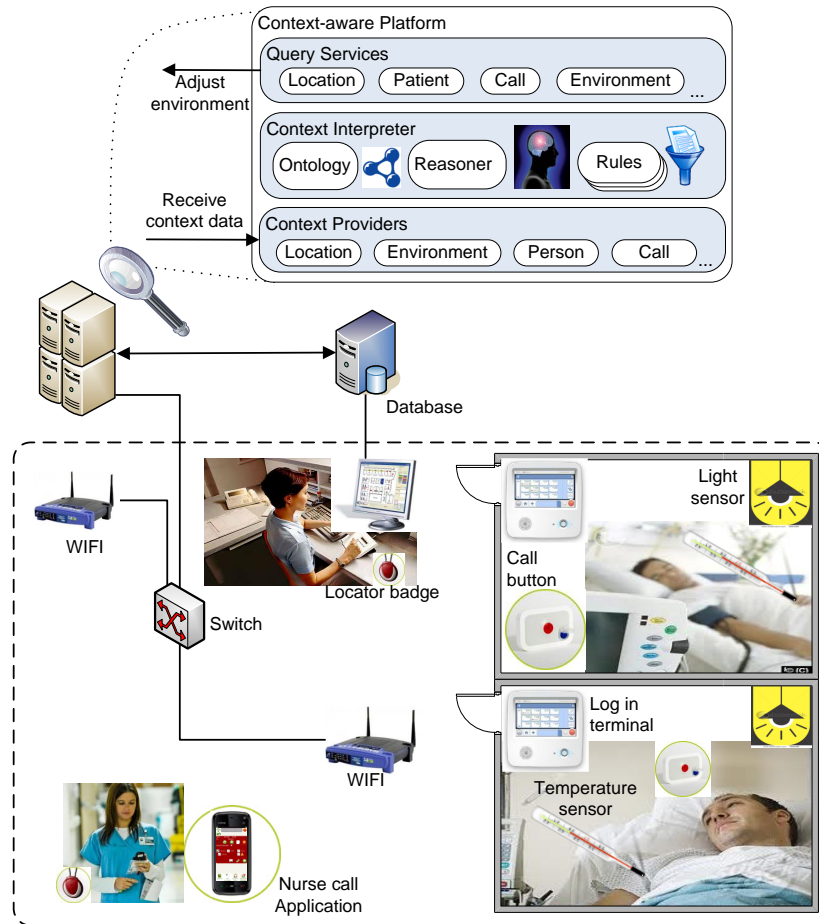 Context-aware Platform
Query Services
Location
Patient
Call
Environment
...
Adjust
environment
Context Interpreter
Ontology
Reasoner
Rules
Receive
context data
Context Providers
Location
Environment
Person
Call
...
Database
WIFI
Locator badge
Switch
WIFI
Nurse call
Application
Light
sensor
Call
button
(C)
Log in
terminal
Temperature
sensor